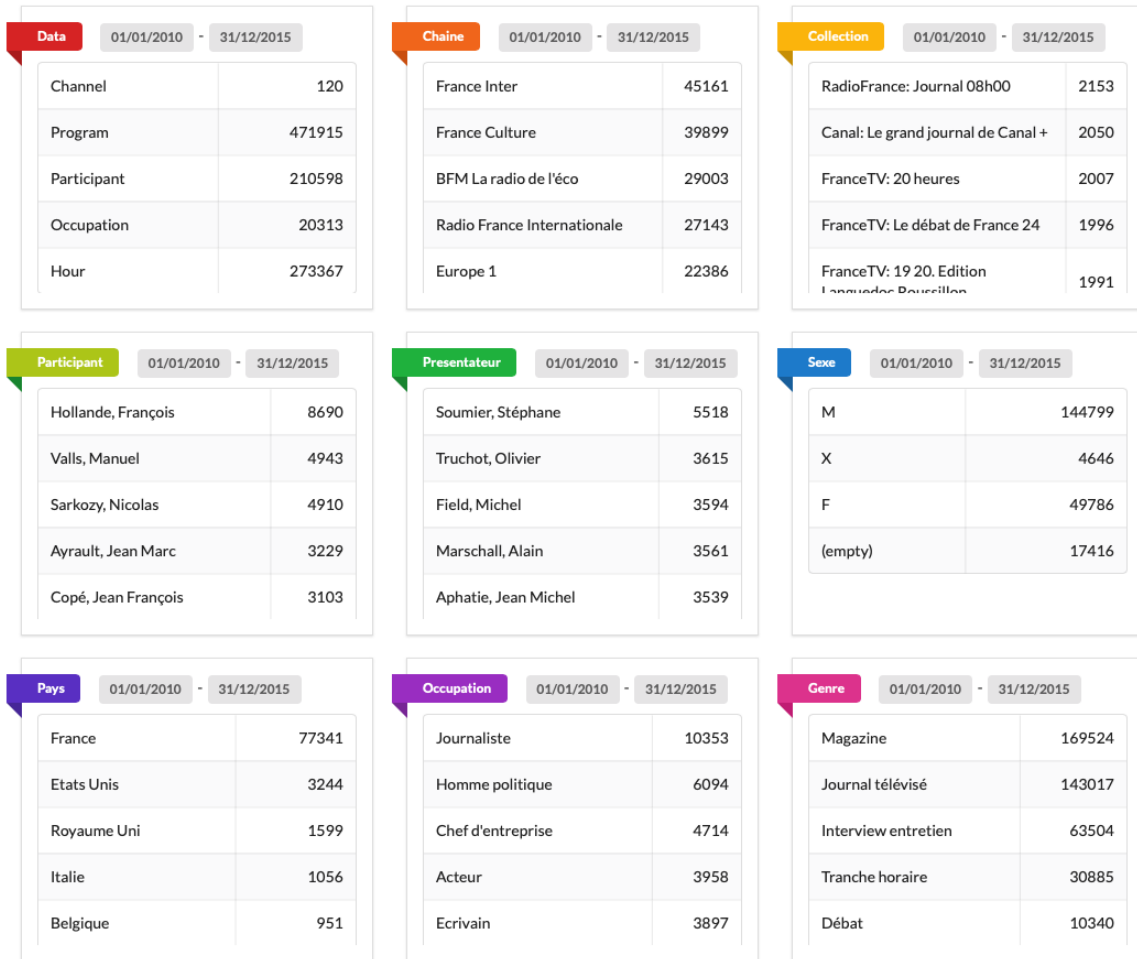 Data 01/01/2010 - 31/12/2015
Channel 120
Program 471915
Participant 210598
Occupation 20313
Hour 273367
Chaine 01/01/2010 - 31/12/2015
France Inter 45161
France Culture 39899
BFM La radio de l'éco 29003
Radio France Internationale 27143
Europe 1 22386
Collection 01/01/2010 - 31/12/2015
RadioFrance: Journal 08h00 2153
Canal: Le grand journal de Canal + 2050
FranceTV: 20 heures 2007
FranceTV: Le débat de France 24 1996
FranceTV: 19 20. Edition
Languedoc Roussillon 1991
Participant 01/01/2010 - 31/12/2015
Hollande, François 8690
Valls, Manuel 4943
Sarkozy, Nicolas 4910
Ayrault, Jean Marc 3229
Copé, Jean François 3103
Presentateur 01/01/2010 - 31/12/2015
Soumier, Stéphane 5518
Truchot, Olivier 3615
Field, Michel 3594
Marschall, Alain 3561
Aphatie, Jean Michel 3539
Sexe 01/01/2010 - 31/12/2015
M 144799
X 4646
F 49786
(empty) 17416
Pays 01/01/2010 - 31/12/2015
France 77341
Etats Unis 3244
Royaume Uni 1599
Italie 1056
Belgique 951
Occupation 01/01/2010 - 31/12/2015
Journaliste 10353
Homme politique 6094
Chef d'entreprise 4714
Acteur 3958
Ecrivain 3897
Genre 01/01/2010 - 31/12/2015
Magazine 169524
Journal télévisé 143017
Interview entretien 63504
Tranche horaire 30885
Débat 10340